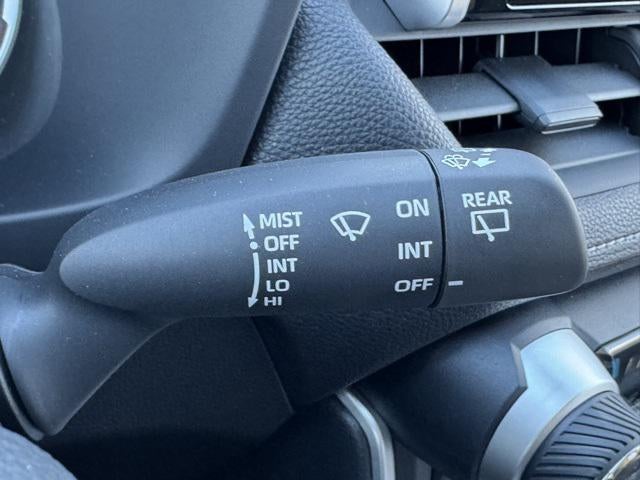 MIST
OFF
INT
LO
HI
ON
INT
OFF
REAR